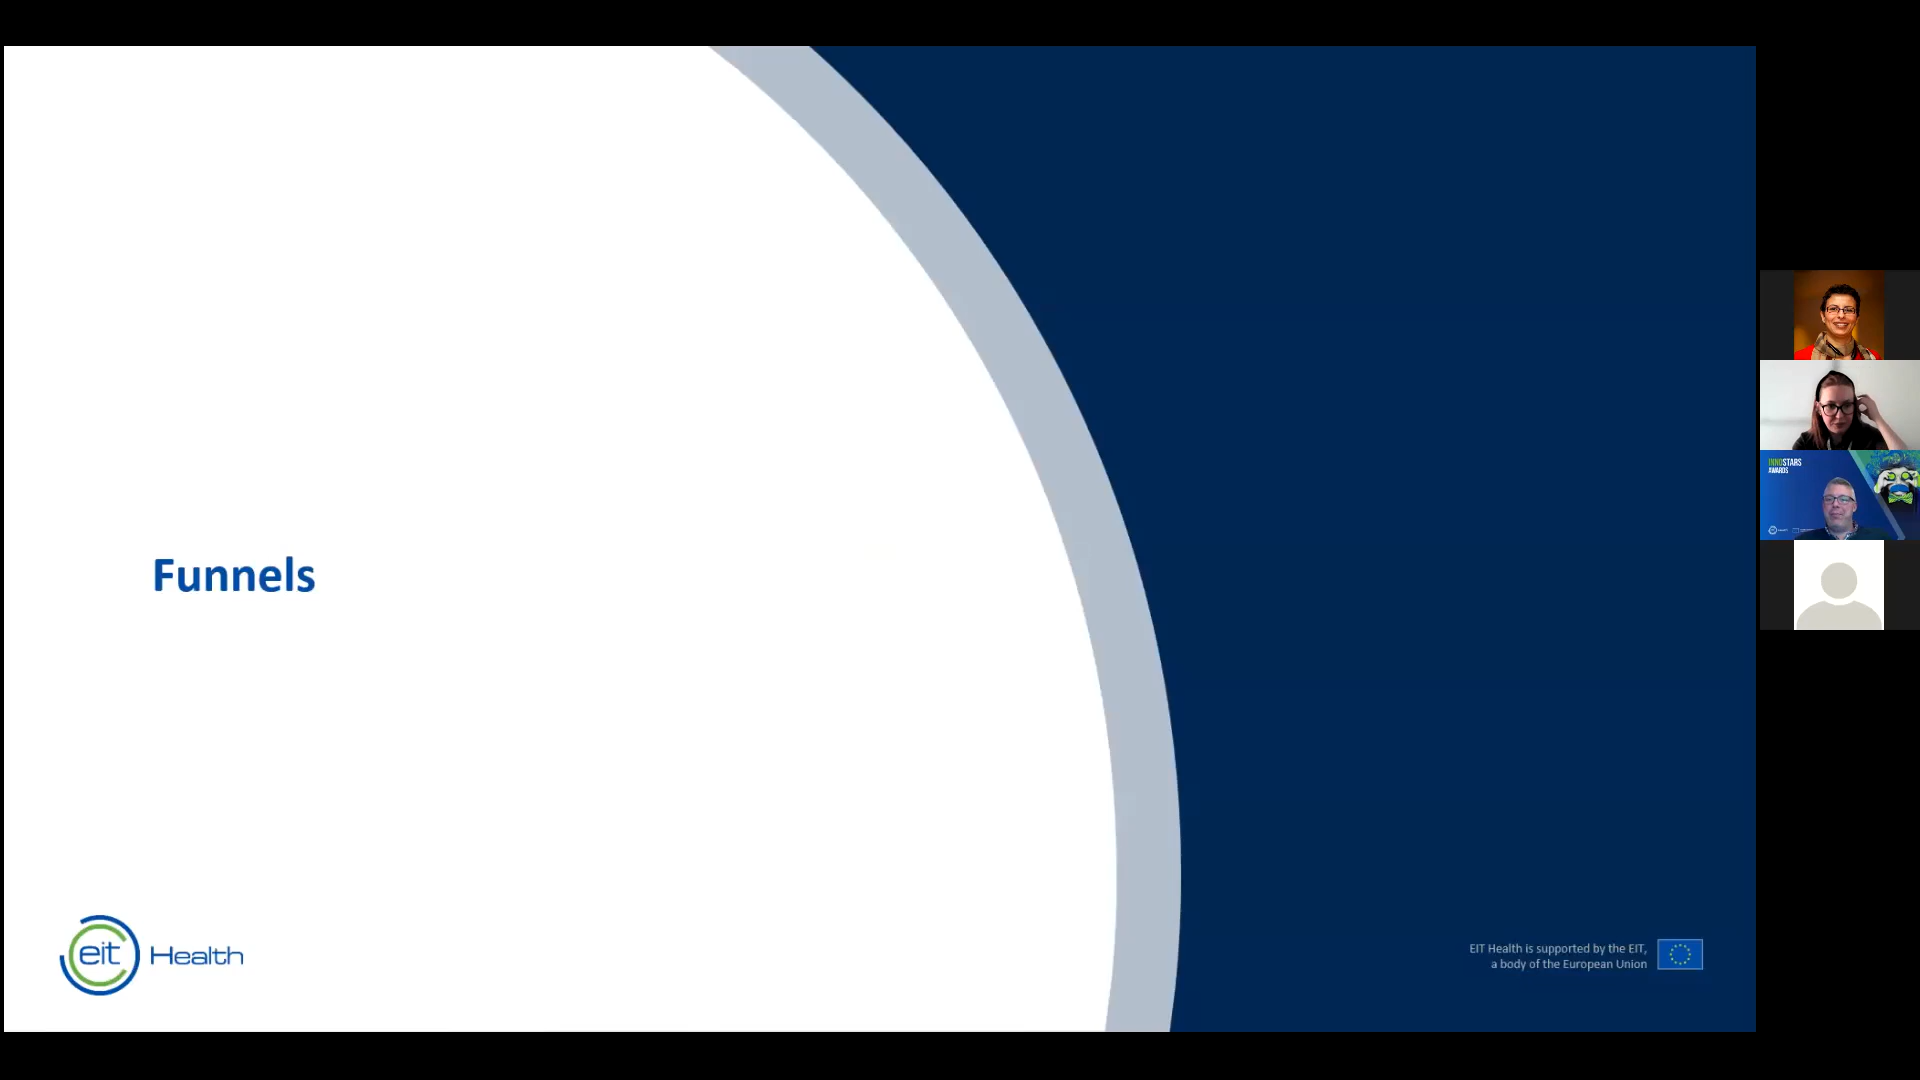 INNOSTARS
AWARDS
Funnels
eit Health
EIT Health is supported by the EIT,
a body of the European Union